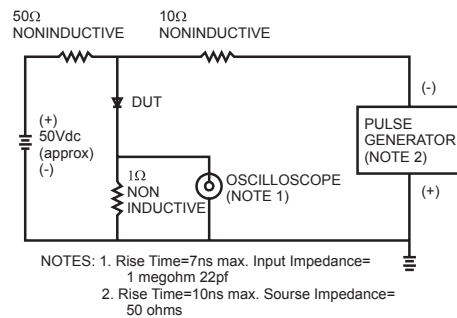 50Ω
NONINDUCTIVE
10Ω
NONINDUCTIVE
DUT
(+)
50Vdc
(approx)
(-)
1Ω
NON
INDUCTIVE
OSCILLOSCOPE
(NOTE 1)
(-)
PULSE
GENERATOR
(NOTE 2)
(+)
NOTES: 1. Rise Time=7ns max. Input Impedance=
1 megohm 22pf
2. Rise Time=10ns max. Sourse Impedance=
50 ohms